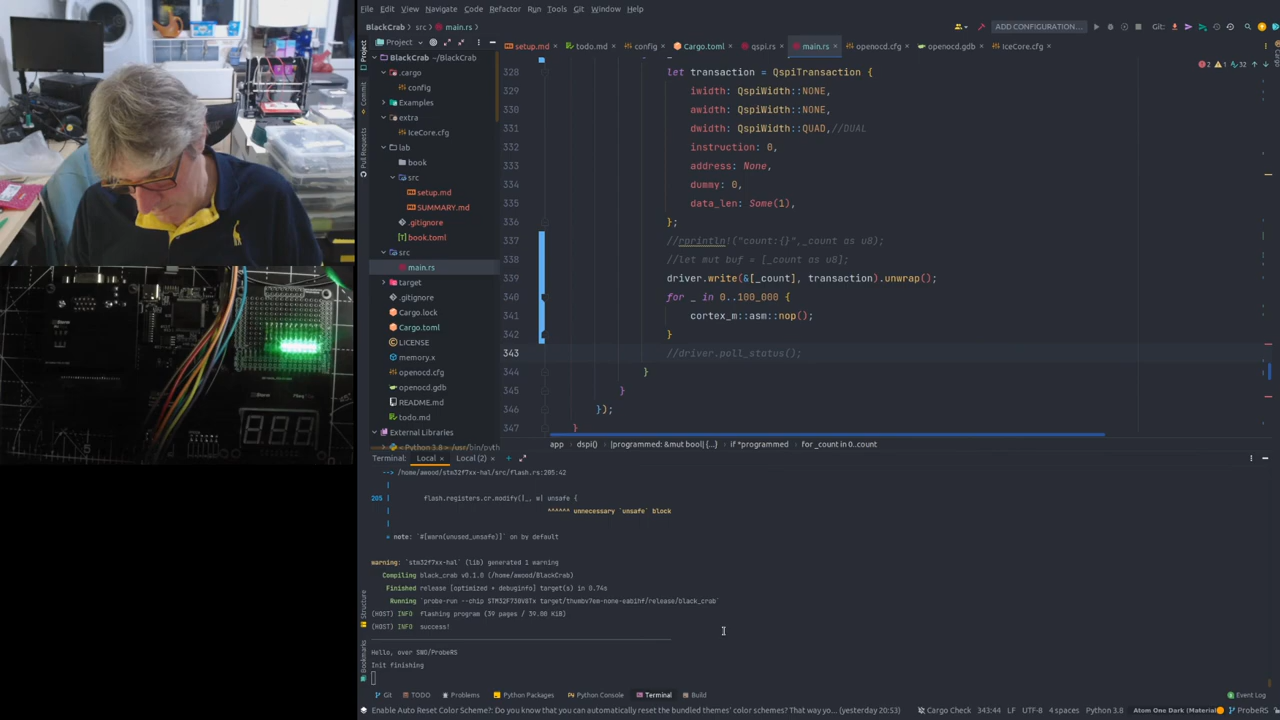 File Edit View Navigate Code Refactor Run Tools Git Window Help
BlackCrab src main.rs ADD CONFIGURATION... Git:
Project setup.md todo.md config Cargo.toml qspi.rs main.rs openocd.cfg openocd.gdb IceCore.cfg
Project
Commit
Pull Requests
Structure
Bookmarks
BlackCrab ~/BlackCrab
.cargo
config
Examples
extra
IceCore.cfg
lab
book
src
setup.md
SUMMARY.md
.gitignore
book.toml
src
main.rs
target
.gitignore
Cargo.lock
Cargo.toml
LICENSE
memory.x
openocd.cfg
openocd.gdb
README.md
todo.md
External Libraries
< Python 3.8 > /usr/bin/pyth
2 1 32
328 let transaction = QspiTransaction {
329 iwidth: QspiWidth::NONE,
330 awidth: QspiWidth::NONE,
331 dwidth: QspiWidth::QUAD,//DUAL
332 instruction: 0,
333 address: None,
334 dummy: 0,
335 data_len: Some(1),
336 };
337 //rprintln!("count:{}",_count as u8);
338 //let mut buf = [_count as u8];
339 driver.write(&[_count], transaction).unwrap();
340 for _ in 0..100_000 {
341 cortex_m::asm::nop();
342 }
343 //driver.poll_status();
344 }
345 }
346 });
347 }
app dspi() |programmed: &mut bool| {...} if *programmed for _count in 0..count
Terminal: Local Local (2)
--> /home/awood/stm32f7xx-hal/src/flash.rs:205:42
|
205 | flash.registers.cr.modify(|_, w| unsafe {
| ^^^^^^ unnecessary `unsafe` block
|
= note: `#[warn(unused_unsafe)]` on by default
warning: `stm32f7xx-hal` (lib) generated 1 warning
Compiling black_crab v0.1.0 (/home/awood/BlackCrab)
Finished release [optimized + debuginfo] target(s) in 0.74s
Running `probe-run --chip STM32F730V8Tx target/thumbv7em-none-eabihf/release/black_crab`
(HOST) INFO flashing program (39 pages / 39.00 KiB)
(HOST) INFO success!
Hello, over SWD/ProbeRS
Init finishing
Git TODO Problems Python Packages Python Console Terminal Build Event Log
Enable Auto Reset Color Scheme?: Do you know that you can automatically reset the bundled themes' color schemes? That way yo... (yesterday 20:53) Cargo Check 343:44 LF UTF-8 4 spaces Python 3.8 Atom One Dark (Material) ProbeRS